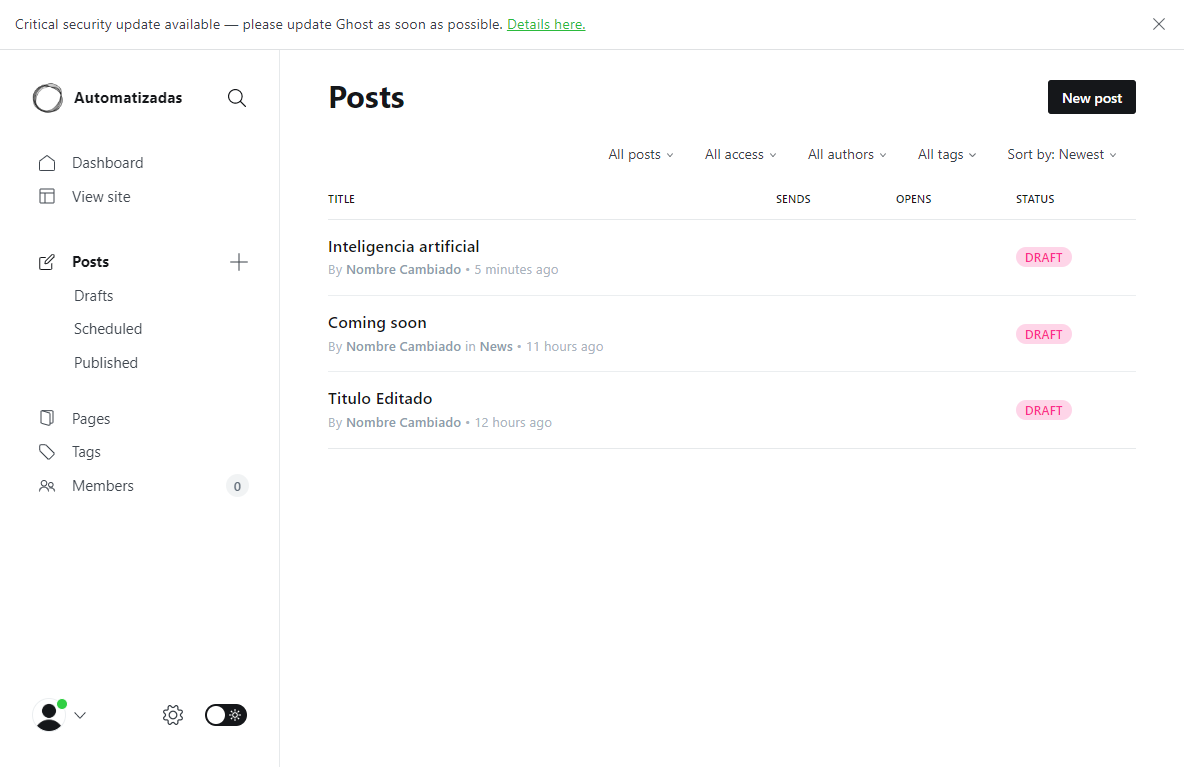 Critical security update available — please update Ghost as soon as possible. Details here.
Automatizadas
Dashboard
View site
Posts
Drafts
Scheduled
Published
Pages
Tags
Members 0
Posts
New post
All posts All access All authors All tags Sort by: Newest
TITLE SENDS OPENS STATUS
Inteligencia artificial
By Nombre Cambiado • 5 minutes ago
DRAFT
Coming soon
By Nombre Cambiado in News • 11 hours ago
DRAFT
Titulo Editado
By Nombre Cambiado • 12 hours ago
DRAFT